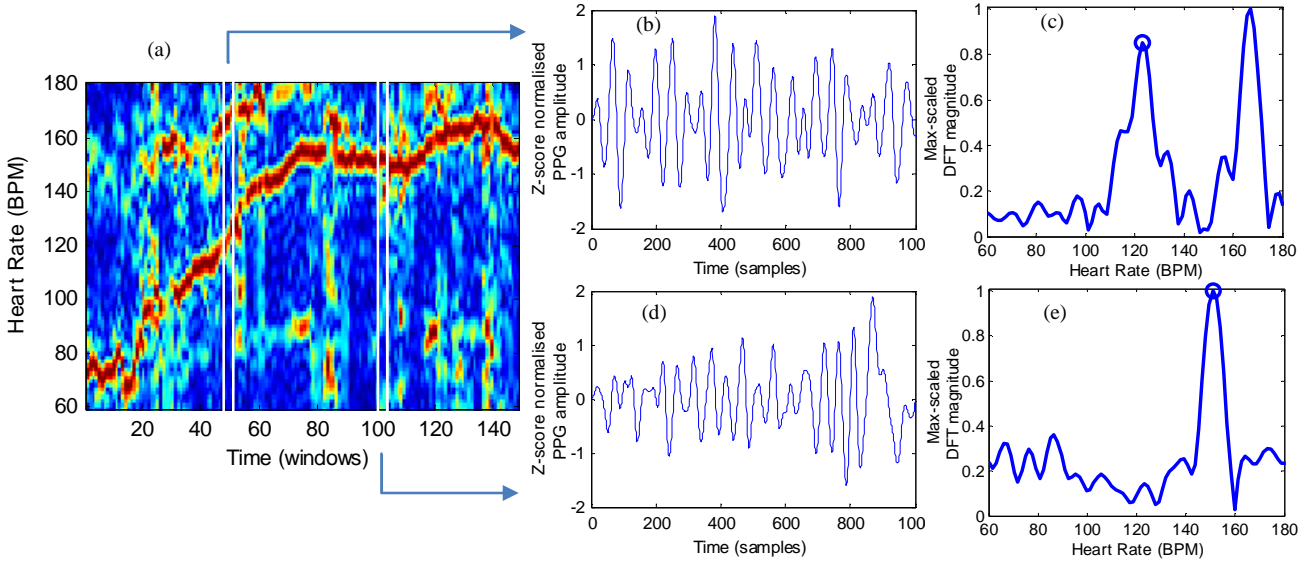 (a)
180
160
140
120
100
80
60
Heart Rate (BPM)
20 40 60 80 100 120 140
Time (windows)
(b)
2
1
0
-1
-2
Z-score normalised
PPG amplitude
0 200 400 600 800 1000
Time (samples)
(c)
1
0.8
0.6
0.4
0.2
0
Max-scaled
DFT magnitude
60 80 100 120 140 160 180
Heart Rate (BPM)
(d)
2
1
0
-1
-2
Z-score normalised
PPG amplitude
0 200 400 600 800 1000
Time (samples)
(e)
1
0.8
0.6
0.4
0.2
0
Max-scaled
DFT magnitude
60 80 100 120 140 160 180
Heart Rate (BPM)